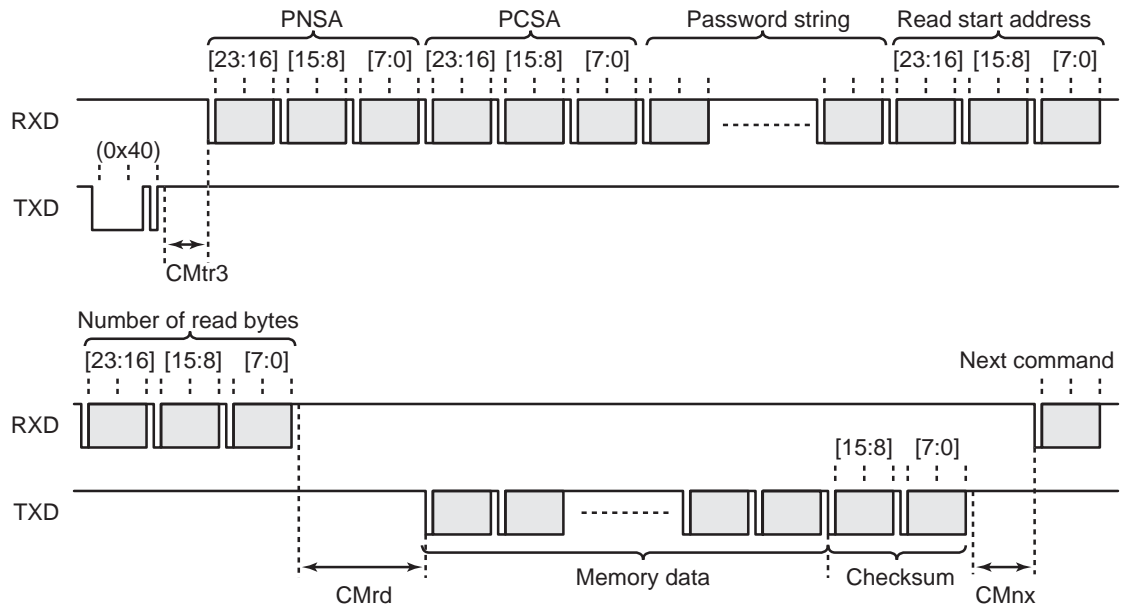 PNSA PCSA Password string Read start address
[23:16] [15:8] [7:0] [23:16] [15:8] [7:0] [23:16] [15:8] [7:0]
RXD
(0x40)
TXD
CMtr3
Number of read bytes
[23:16] [15:8] [7:0] Next command
RXD
[15:8] [7:0]
TXD
Memory data Checksum
CMrd CMnx